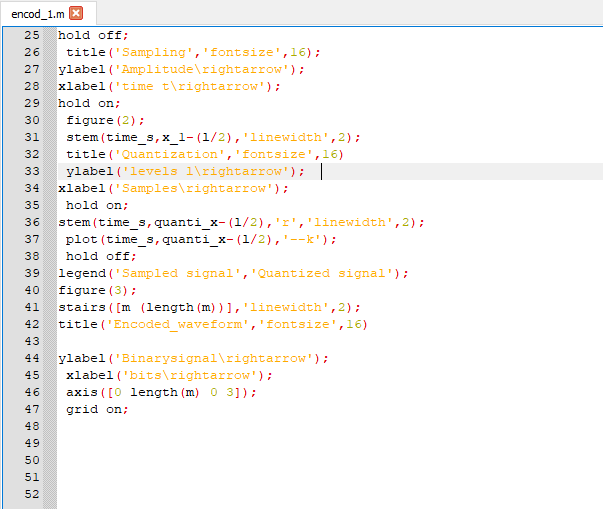 encod_1.m
25 hold off;
26 title('Sampling','fontsize',16);
27 ylabel('Amplitude\rightarrow');
28 xlabel('time t\rightarrow');
29 hold on;
30 figure(2);
31 stem(time_s,x_l-(l/2),'linewidth',2);
32 title('Quantization','fontsize',16)
33 ylabel('levels l\rightarrow');
34 xlabel('Samples\rightarrow');
35 hold on;
36 stem(time_s,quanti_x-(l/2),'r','linewidth',2);
37 plot(time_s,quanti_x-(l/2),'--k');
38 hold off;
39 legend('Sampled signal','Quantized signal');
40 figure(3);
41 stairs([m (length(m))],'linewidth',2);
42 title('Encoded_waveform','fontsize',16)
43
44 ylabel('Binarysignal\rightarrow');
45 xlabel('bits\rightarrow');
46 axis([0 length(m) 0 3]);
47 grid on;
48
49
50
51
52